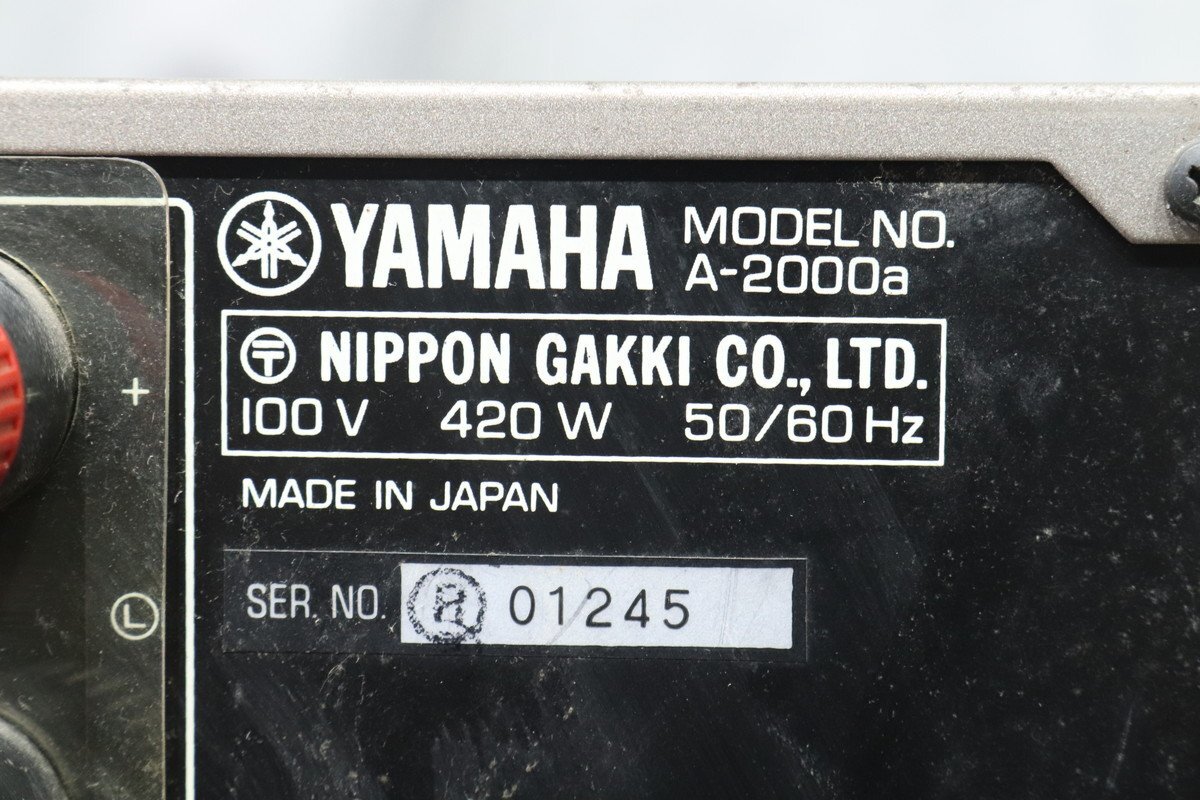 YAMAHA
MODEL NO.
A-2000a
NIPPON GAKKI CO., LTD.
100 V 420 W 50/60 Hz
MADE IN JAPAN
SER. NO. R 01245
+
L